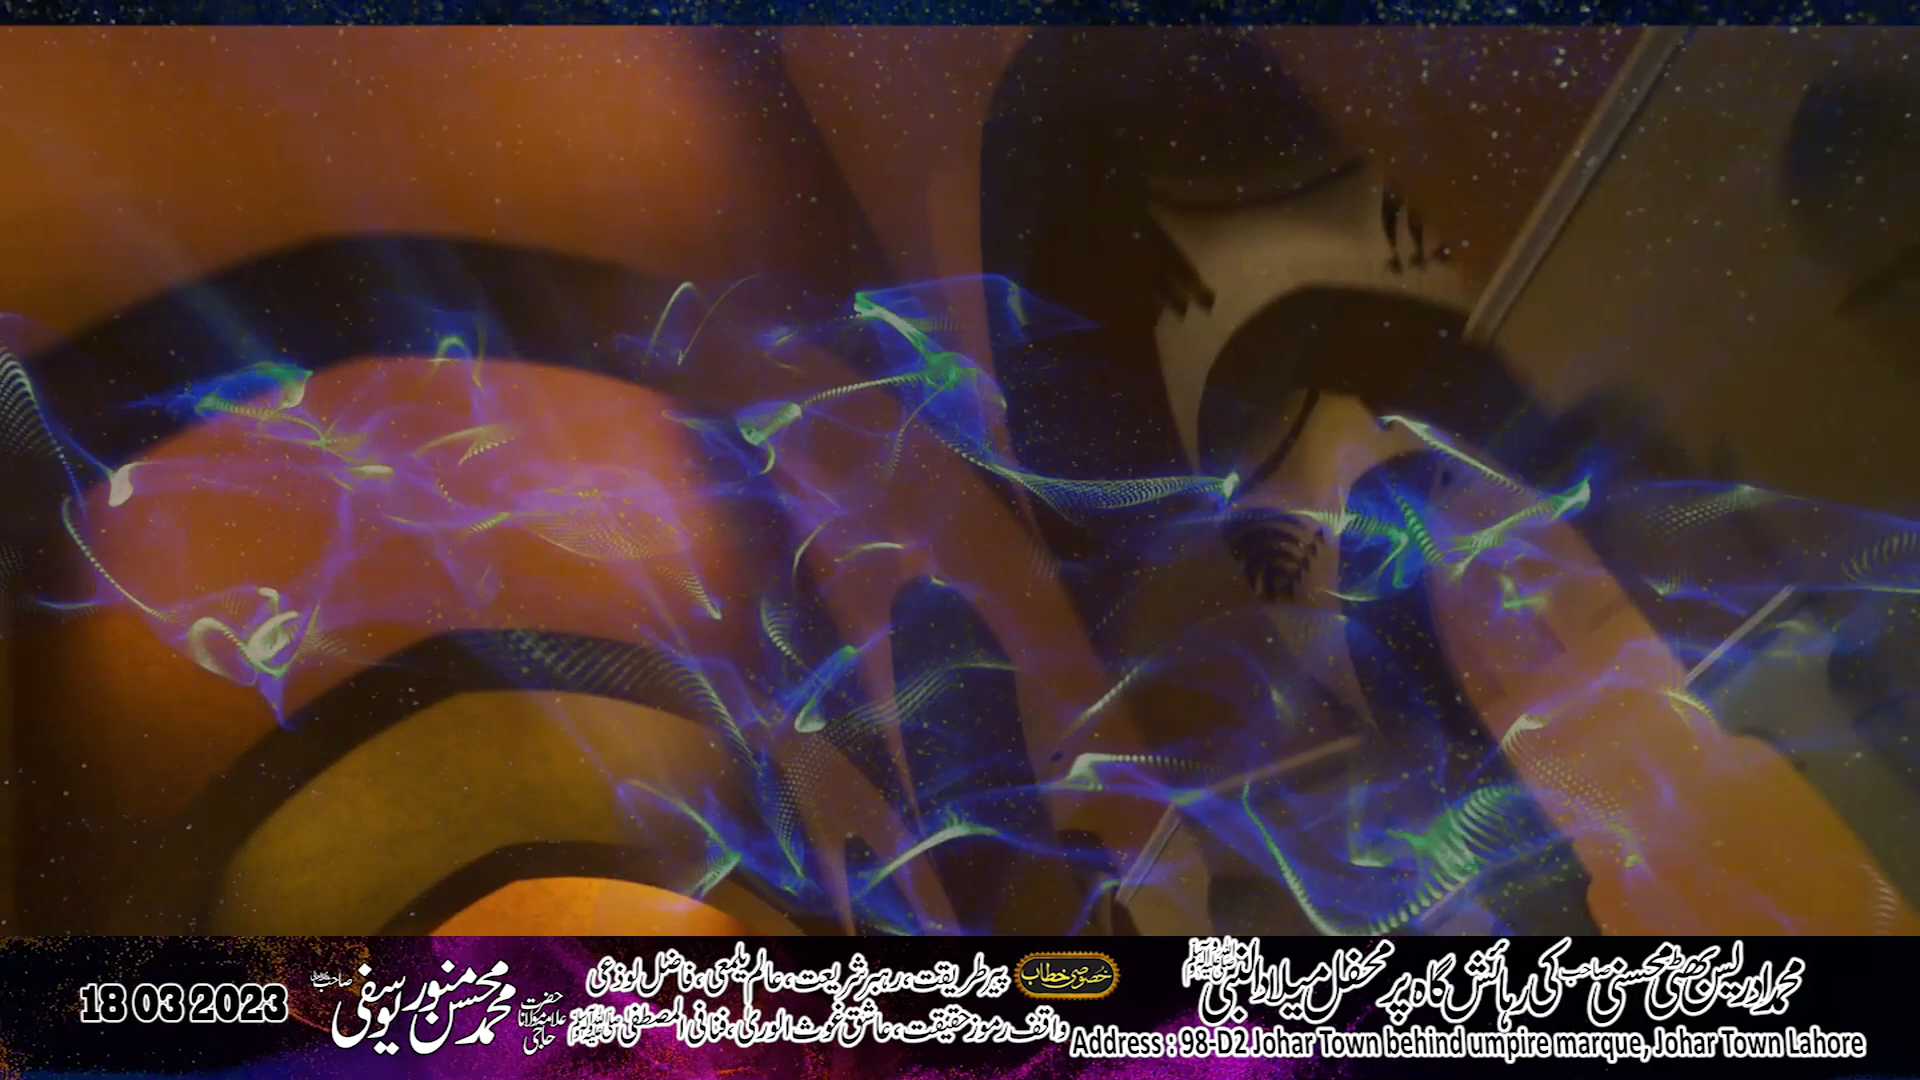 محمد ادریس بھٹی محسنی صاحب کی رہائش گاہ پر محفل میلاد النبی ﷺ
Address : 98-D2 Johar Town behind umpire marque, Johar Town Lahore
خصوصی خطاب
پیر طریقت، رہبر شریعت، عالم یلمعی، فاضل لوذعی
واقف رموز حقیقت، عاشق غوث الوریٰ، فنا فی المصطفیٰ ﷺ
حضرت علامہ مولانا حاجی
محمد محسن منور یوسفی صاحب
18 03 2023